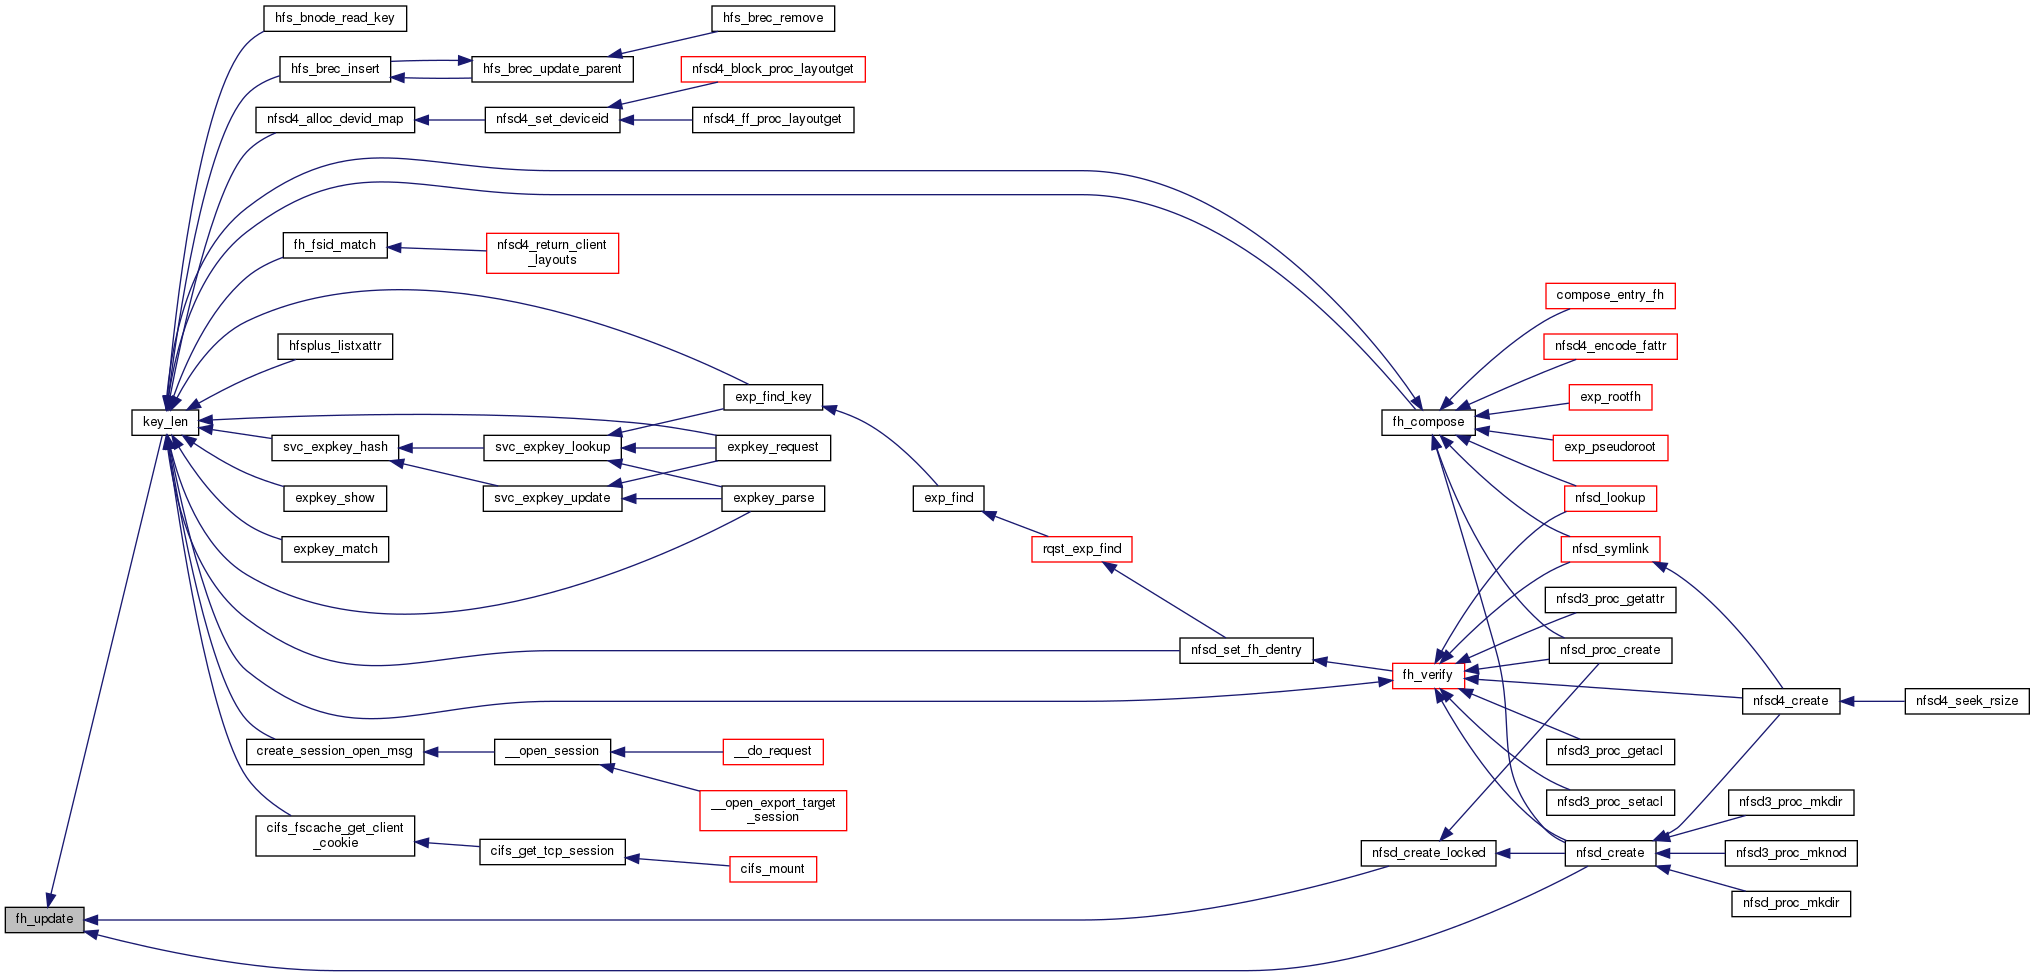 hfs_bnode_read_key
hfs_brec_remove
hfs_brec_insert
hfs_brec_update_parent
nfsd4_block_proc_layoutget
nfsd4_alloc_devid_map
nfsd4_set_deviceid
nfsd4_ff_proc_layoutget
fh_fsid_match
nfsd4_return_client
_layouts
compose_entry_fh
hfsplus_listxattr
nfsd4_encode_fattr
exp_find_key
exp_rootfh
key_len
fh_compose
svc_expkey_hash
svc_expkey_lookup
expkey_request
exp_pseudoroot
expkey_show
svc_expkey_update
expkey_parse
exp_find
nfsd_lookup
expkey_match
rqst_exp_find
nfsd_symlink
nfsd3_proc_getattr
nfsd_set_fh_dentry
nfsd_proc_create
fh_verify
nfsd4_create
nfsd4_seek_rsize
create_session_open_msg
__open_session
__do_request
nfsd3_proc_getacl
__open_export_target
_session
nfsd3_proc_setacl
nfsd3_proc_mkdir
cifs_fscache_get_client
_cookie
cifs_get_tcp_session
cifs_mount
nfsd_create_locked
nfsd_create
nfsd3_proc_mknod
nfsd_proc_mkdir
fh_update